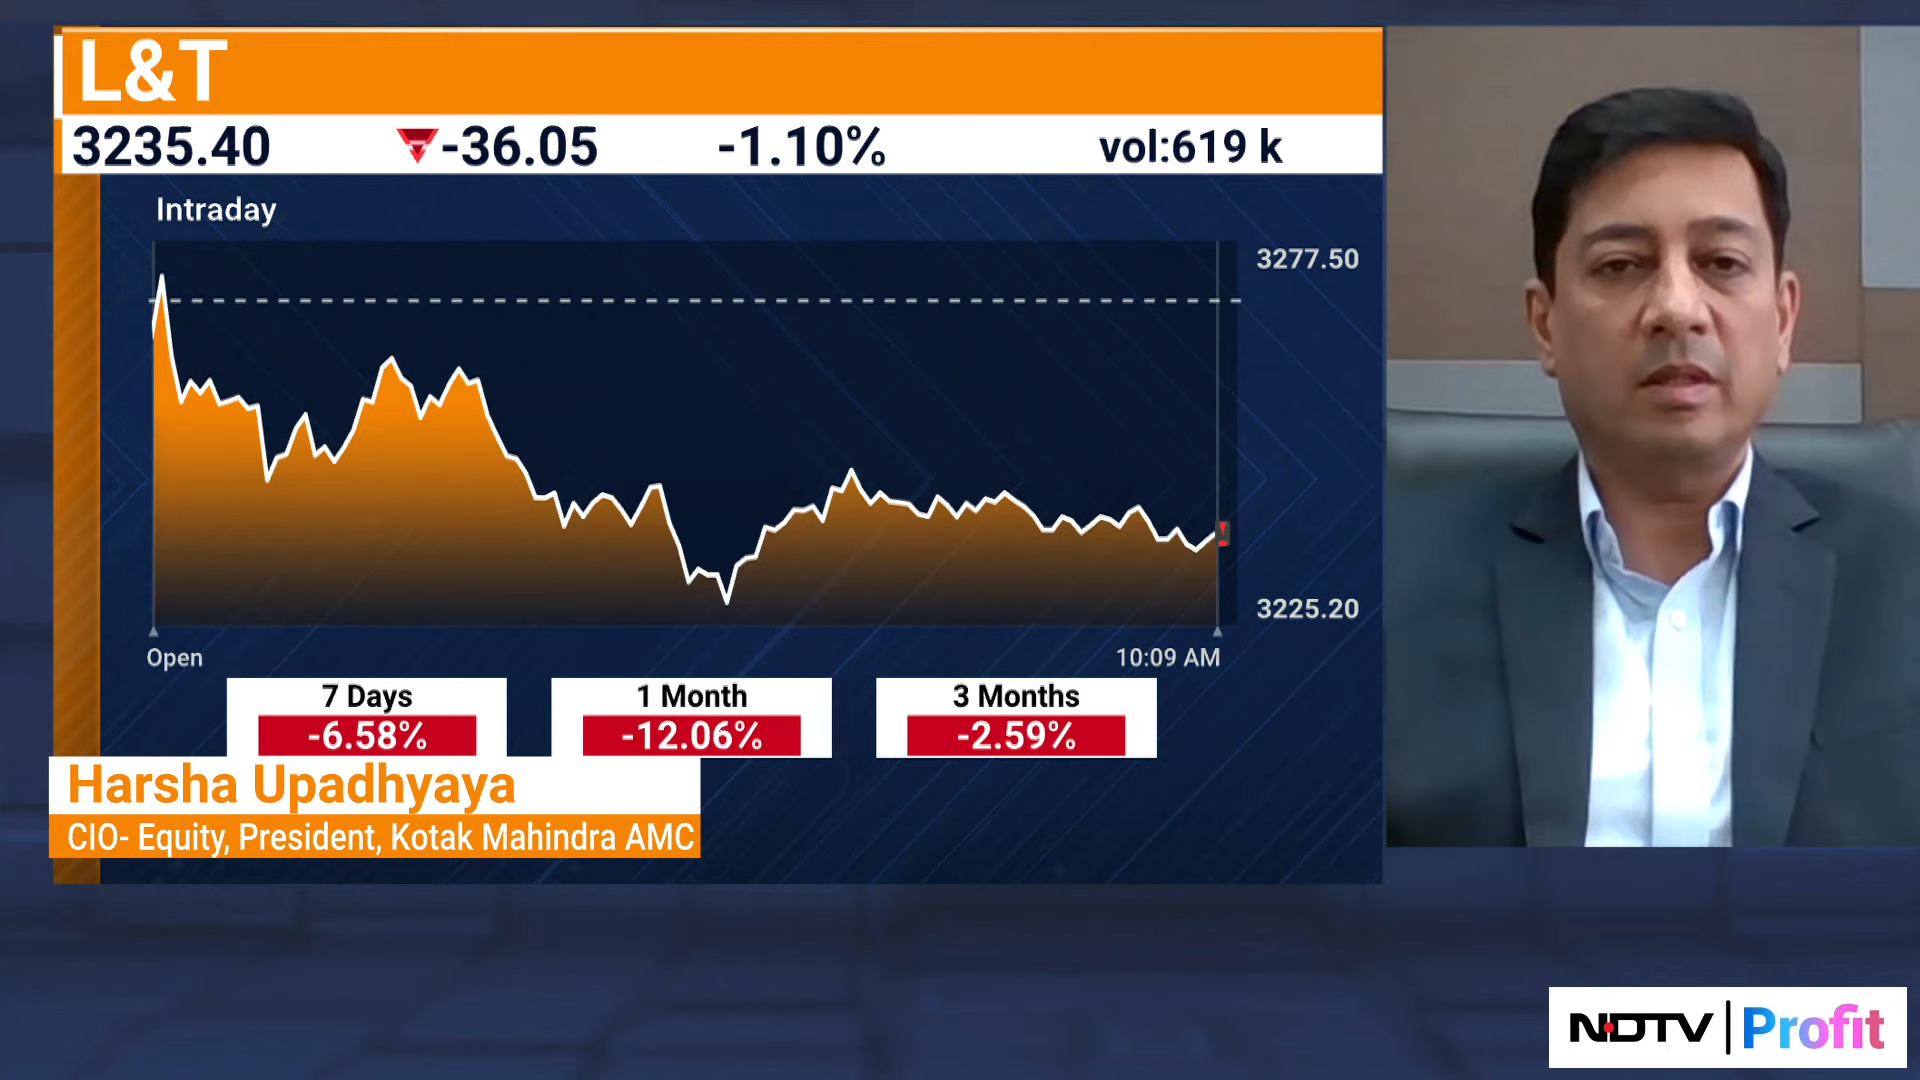 L&T
3235.40 -36.05 -1.10% vol:619 k
Intraday
3277.50
3225.20
Open 10:09 AM
7 Days 1 Month 3 Months
-6.58% -12.06% -2.59%
Harsha Upadhyaya
CIO- Equity, President, Kotak Mahindra AMC
NDTV Profit